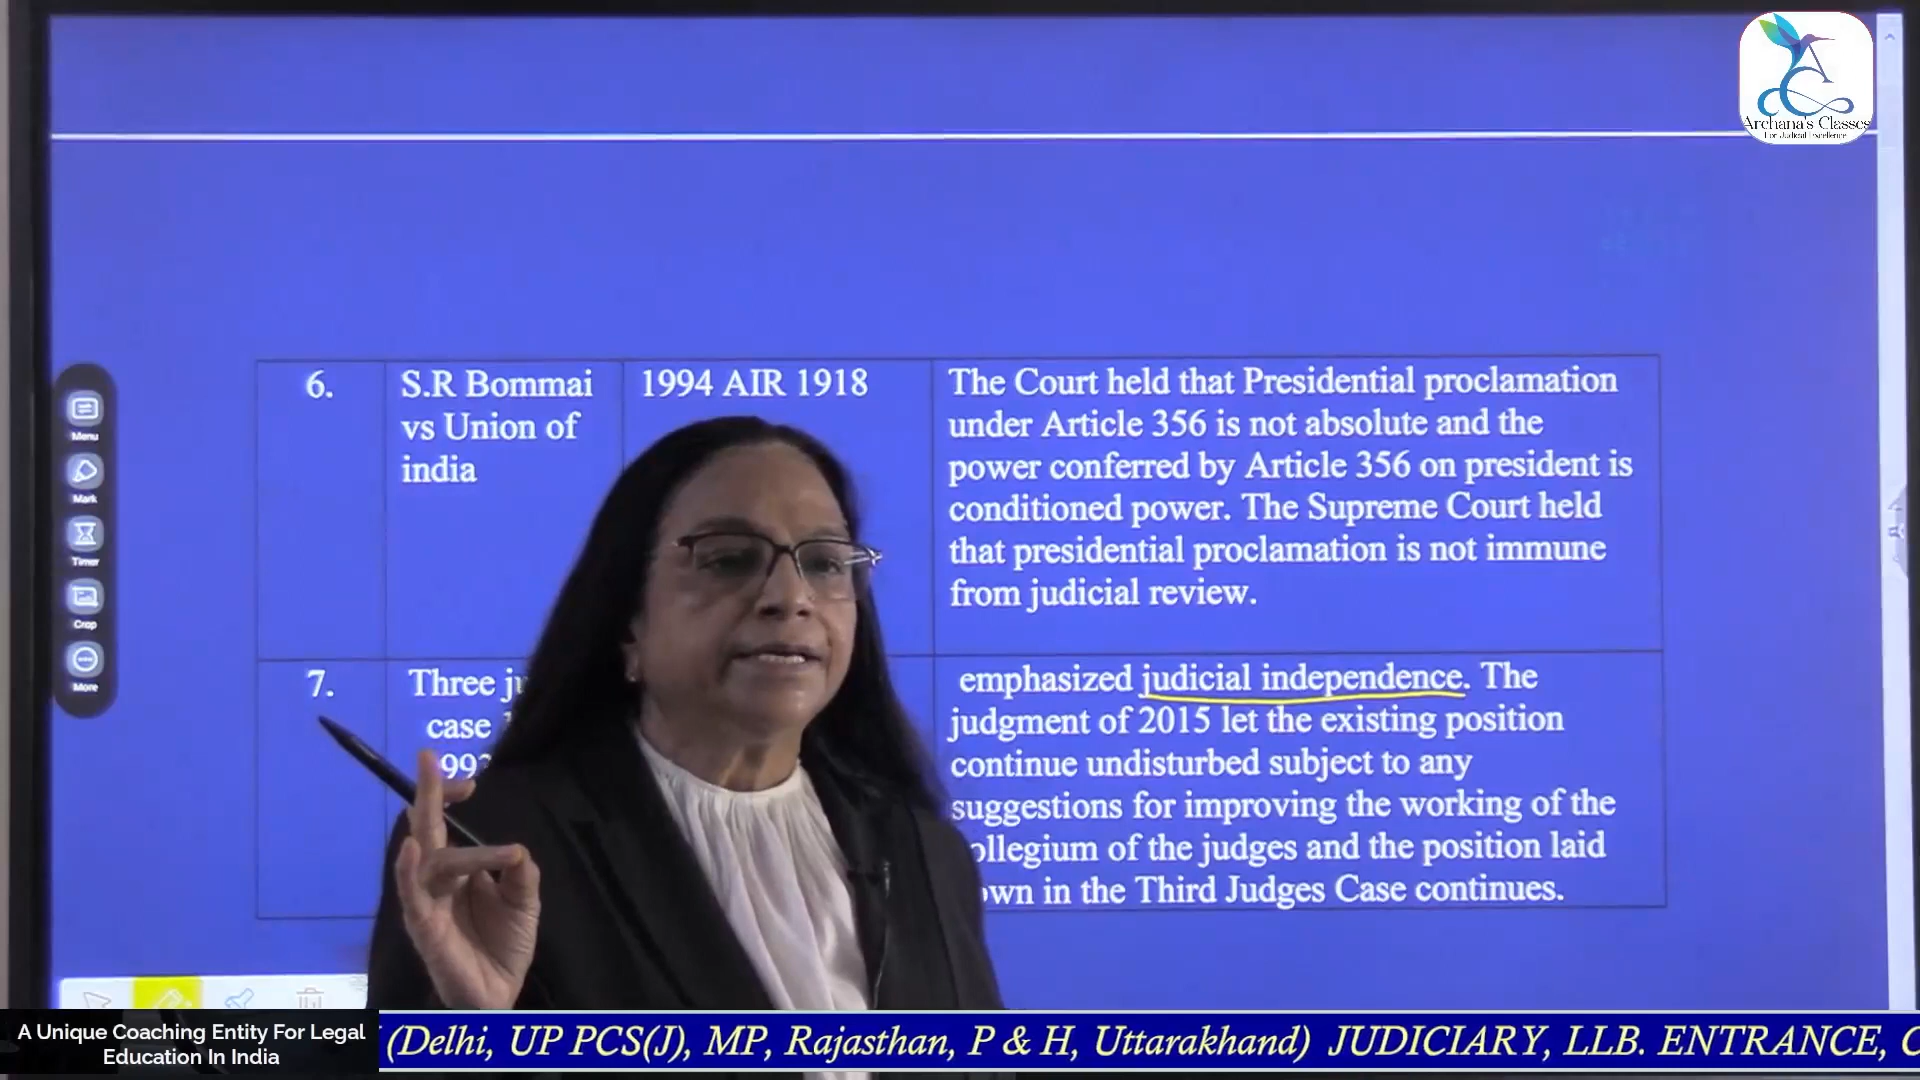 Archana's Classes
For Judicial Excellence
6.
S.R Bommai
vs Union of
india
1994 AIR 1918
The Court held that Presidential proclamation
under Article 356 is not absolute and the
power conferred by Article 356 on president is
conditioned power. The Supreme Court held
that presidential proclamation is not immune
from judicial review.
7.
Three
case
emphasized judicial independence. The
judgment of 2015 let the existing position
continue undisturbed subject to any
suggestions for improving the working of the
ollegium of the judges and the position laid
wn in the Third Judges Case continues.
Menu
Mark
Timer
Crop
More
A Unique Coaching Entity For Legal
Education In India
(Delhi, UP PCS(J), MP, Rajasthan, P & H, Uttarakhand) JUDICIARY, LLB. ENTRANCE, C